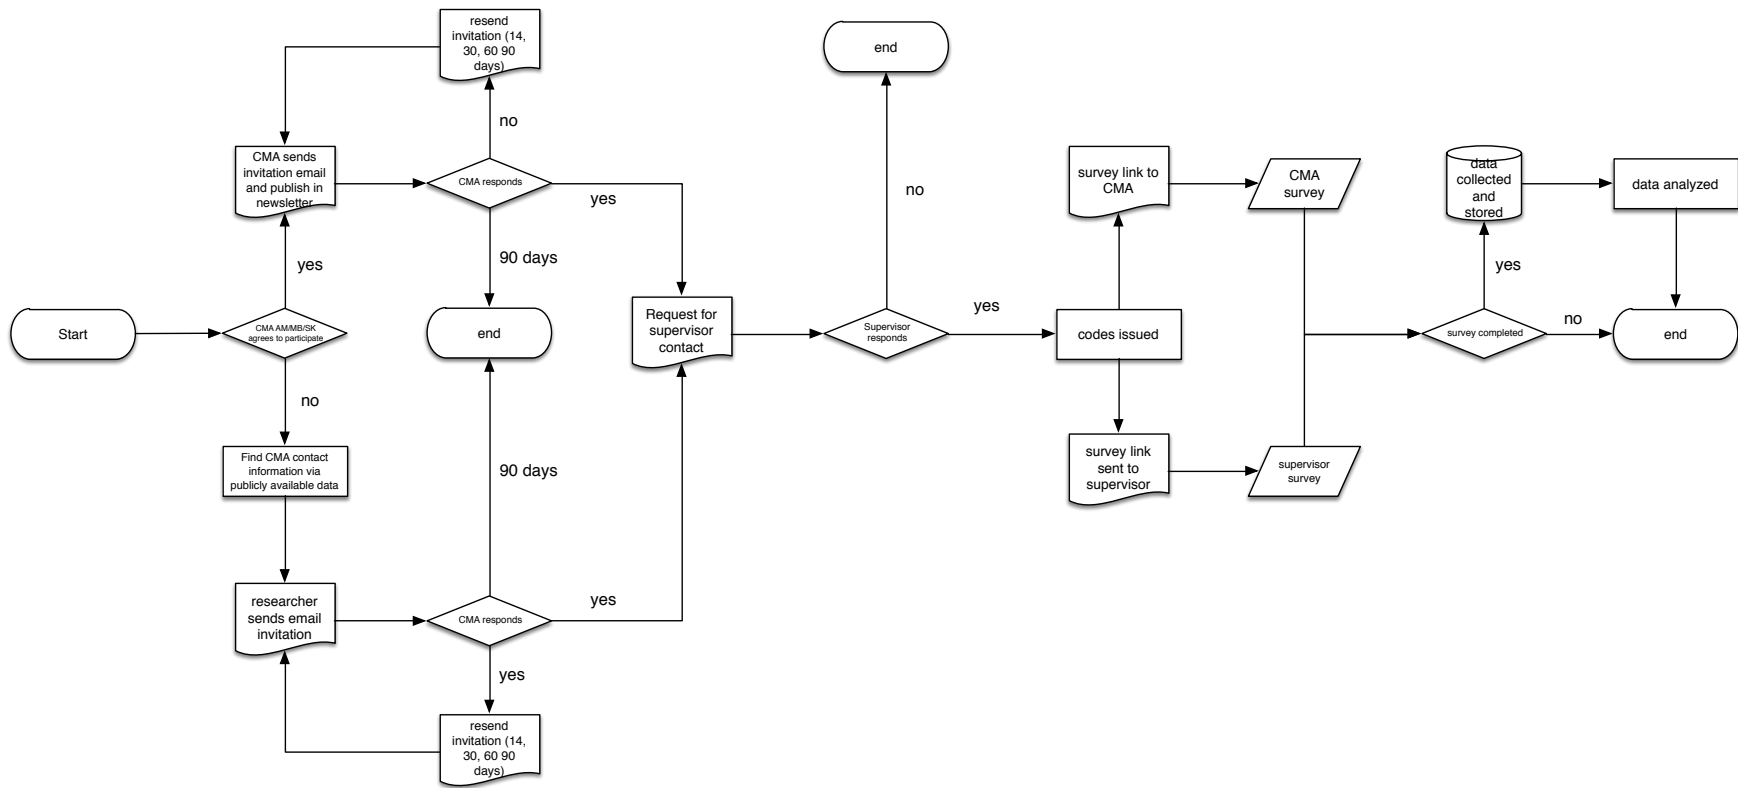 resend
invitation (14,
30, 60 90
days)
no
CMA sends
invitation email
and publish in
newsletter
CMA responds
yes
90 days
yes
Start
CMA AM/MB/SK
agrees to participate
no
end
Find CMA contact
information via
publicly available data
90 days
researcher
sends email
invitation
CMA responds
yes
yes
resend
invitation (14,
30, 60 90
days)
Request for
supervisor
contact
end
no
Supervisor
responds
yes
codes issued
survey link to
CMA
CMA
survey
survey link
sent to
supervisor
supervisor
survey
survey completed
yes
no
data
collected
and
stored
data analyzed
end